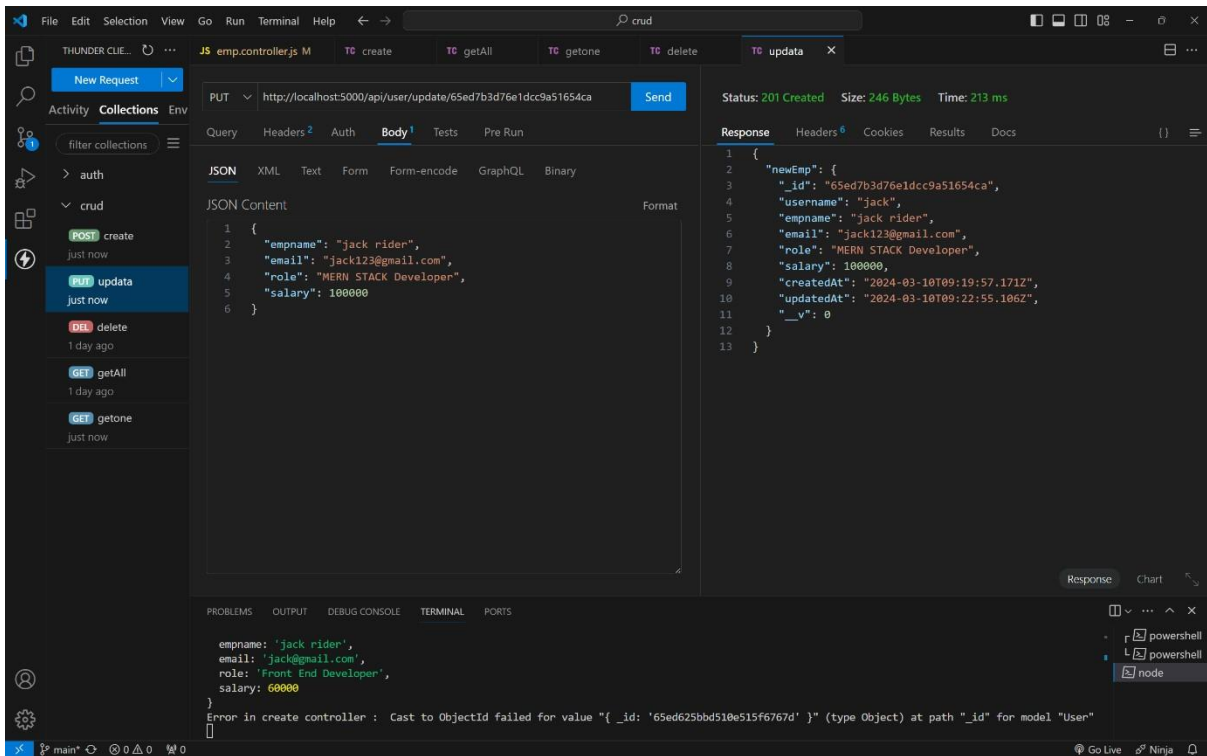 File Edit Selection View Go Run Terminal Help crud
THUNDER CLIE... JS emp.controller.js M TC create TC getAll TC getone TC delete TC updata
New Request
Activity Collections Env
filter collections
auth
crud
POST create
just now
PUT updata
just now
DEL delete
1 day ago
GET getAll
1 day ago
GET getone
just now
PUT http://localhost:5000/api/user/update/65ed7b3d76e1dcc9a51654ca Send
Query Headers 2 Auth Body 1 Tests Pre Run
JSON XML Text Form Form-encode GraphQL Binary
JSON Content Format
1 {
2 "empname": "jack rider",
3 "email": "jack123@gmail.com",
4 "role": "MERN STACK Developer",
5 "salary": 100000
6 }
Status: 201 Created Size: 246 Bytes Time: 213 ms
Response Headers 6 Cookies Results Docs {}
1 {
2 "newEmp": {
3 "_id": "65ed7b3d76e1dcc9a51654ca",
4 "username": "jack",
5 "empname": "jack rider",
6 "email": "jack123@gmail.com",
7 "role": "MERN STACK Developer",
8 "salary": 100000,
9 "createdAt": "2024-03-10T09:19:57.171Z",
10 "updatedAt": "2024-03-10T09:22:55.106Z",
11 "__v": 0
12 }
13 }
Response Chart
PROBLEMS OUTPUT DEBUG CONSOLE TERMINAL PORTS
empname: 'jack rider',
email: 'jack@gmail.com',
role: 'Front End Developer',
salary: 60000
}
Error in create controller : Cast to ObjectId failed for value "{ _id: '65ed625bbd510e515f6767d' }" (type Object) at path "_id" for model "User"
powershell
powershell
node
main* 0 0 0 Go Live Ninja